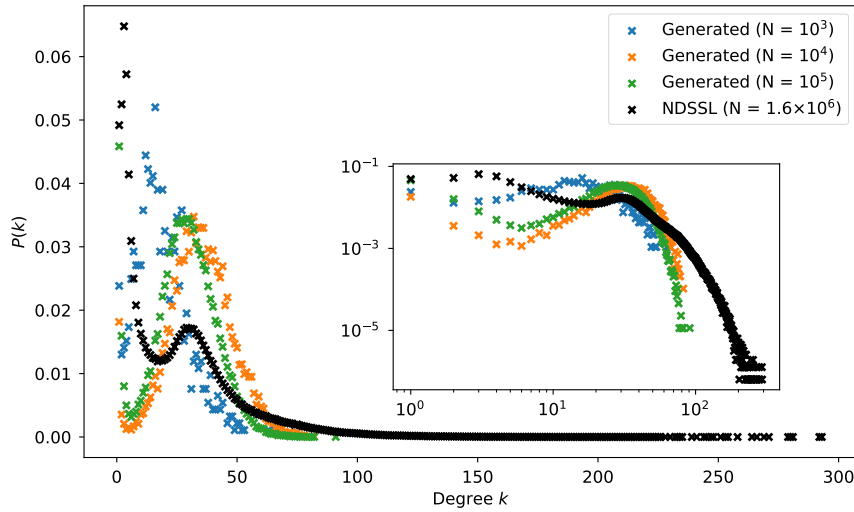 Generated (N = 10³)
Generated (N = 10⁴)
Generated (N = 10⁵)
NDSSL (N = 1.6×10⁶)
P(k)
0.06
0.05
0.04
0.03
0.02
0.01
0.00
10⁻¹
10⁻³
10⁻⁵
10⁰ 10¹ 10²
0 50 100 150 200 250 300
Degree k